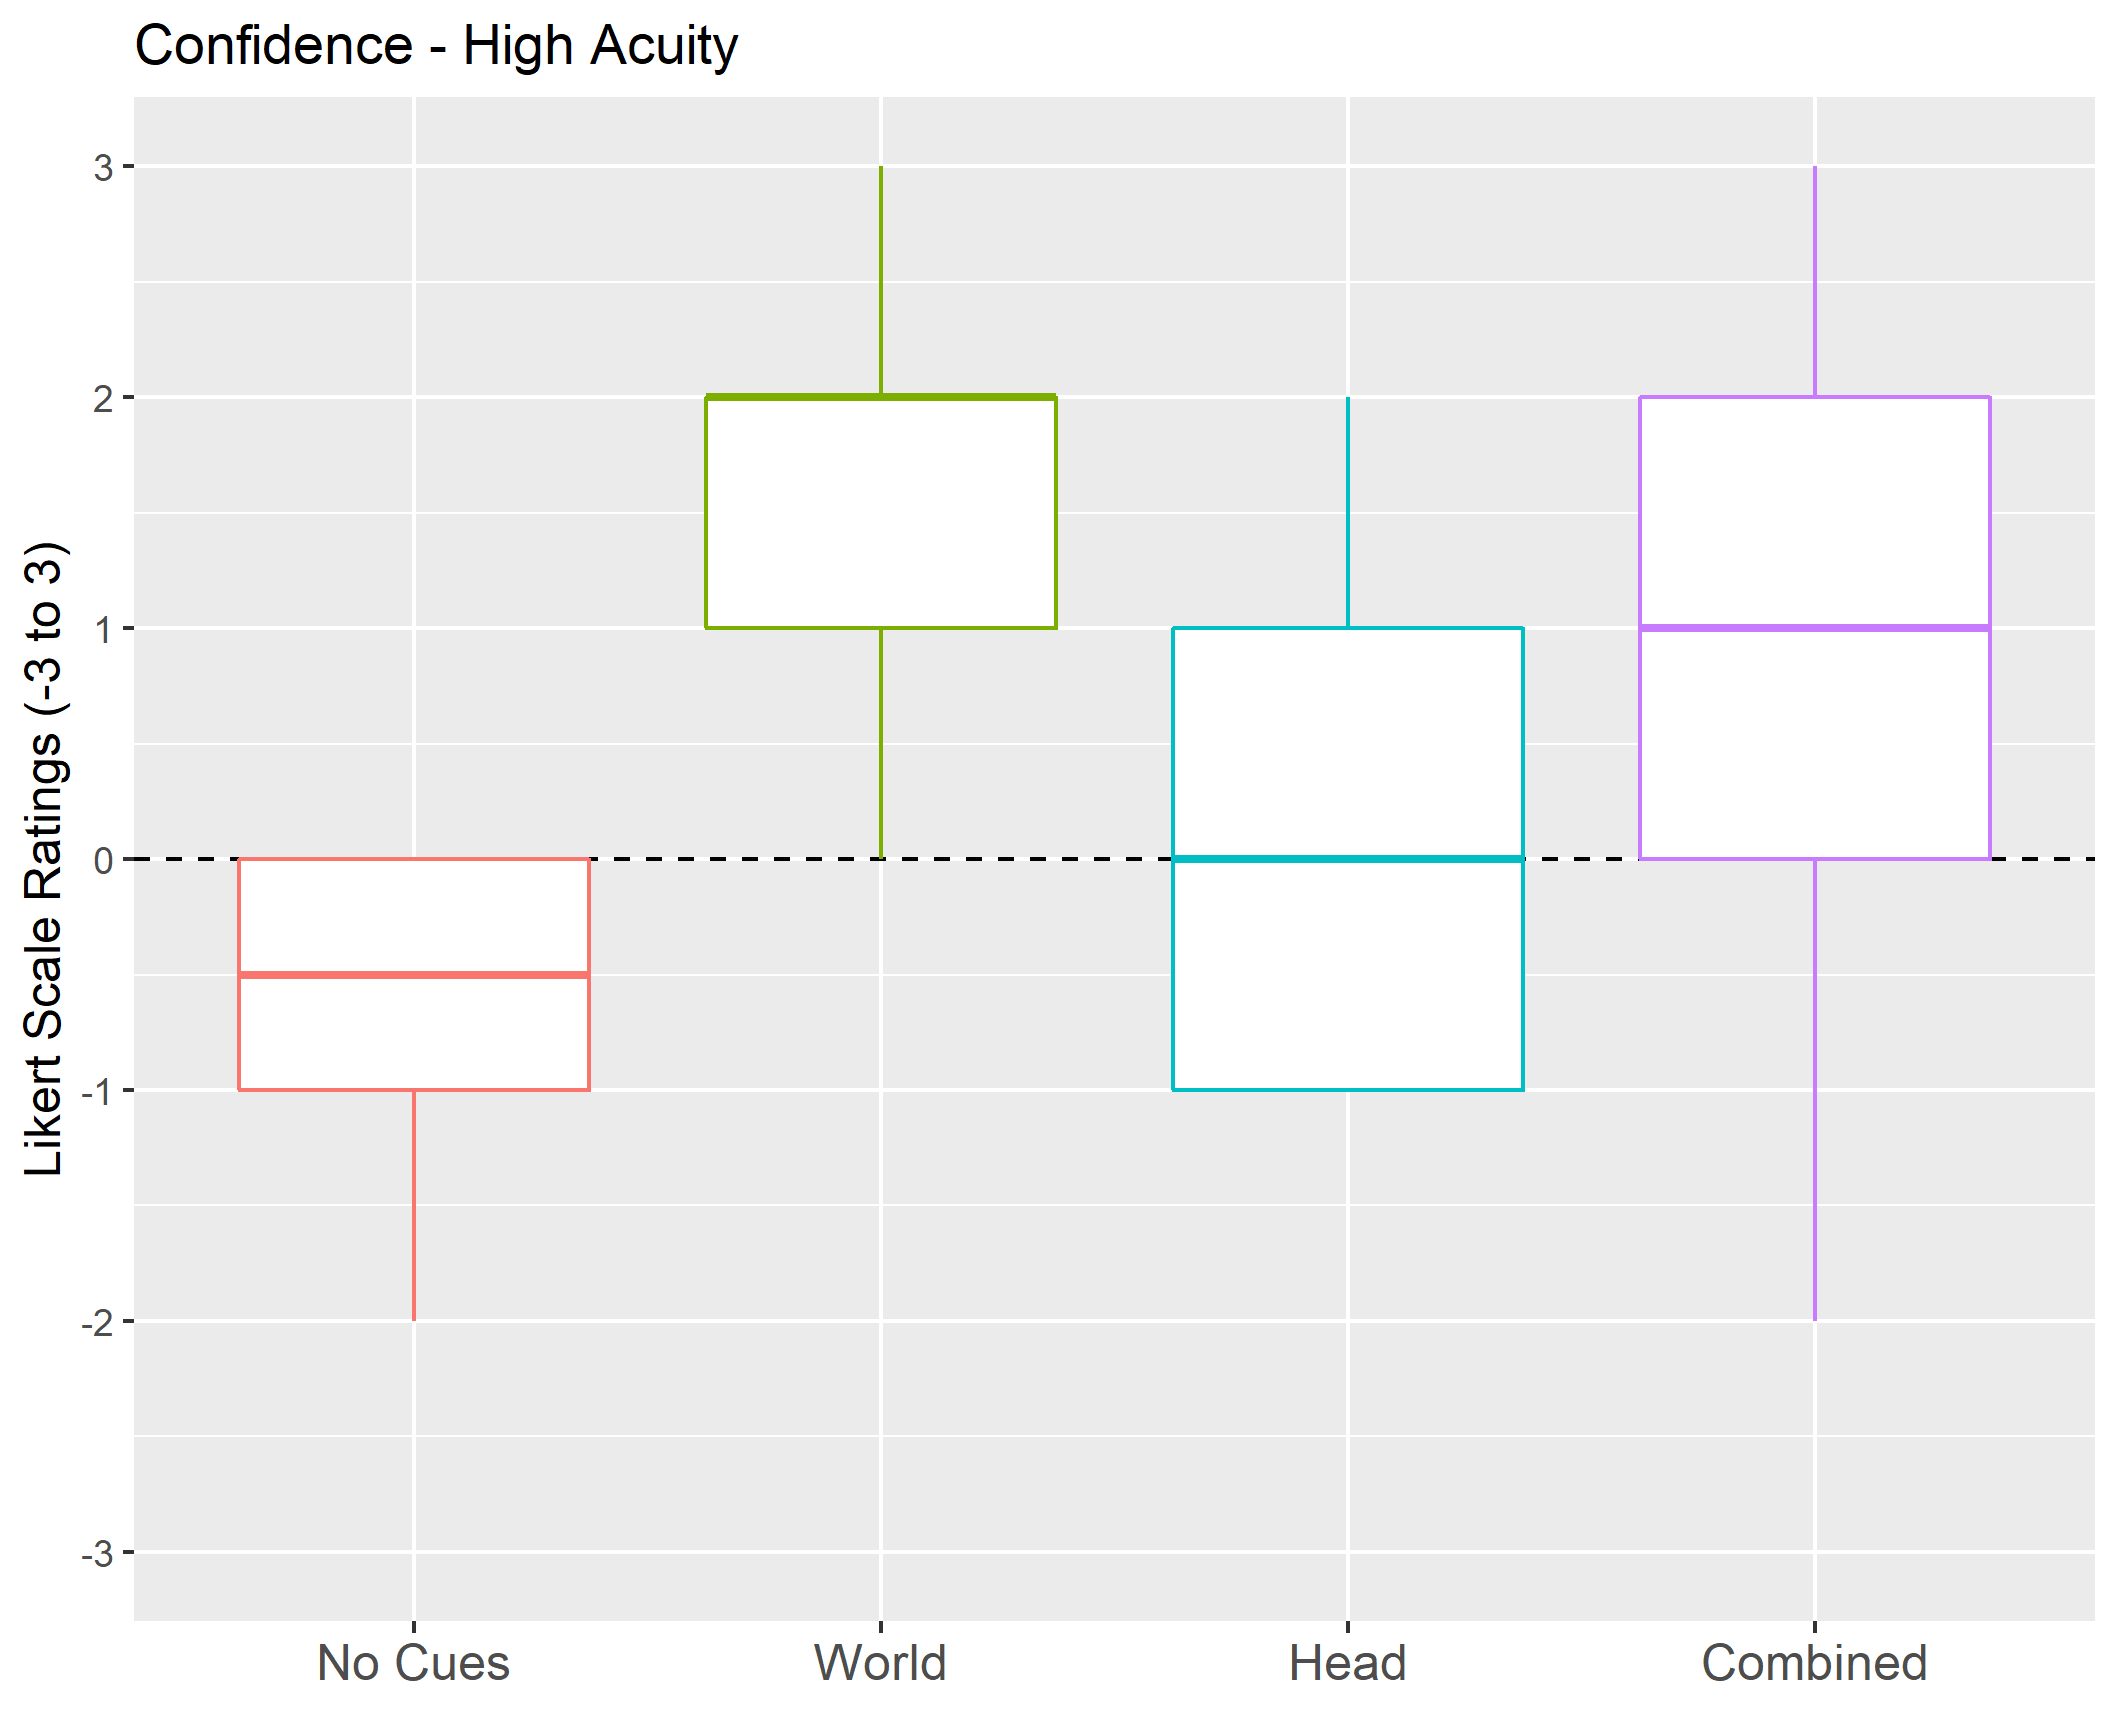 Confidence - High Acuity
Likert Scale Ratings (-3 to 3)
3
2
1
0
-1
-2
-3
No Cues
World
Head
Combined